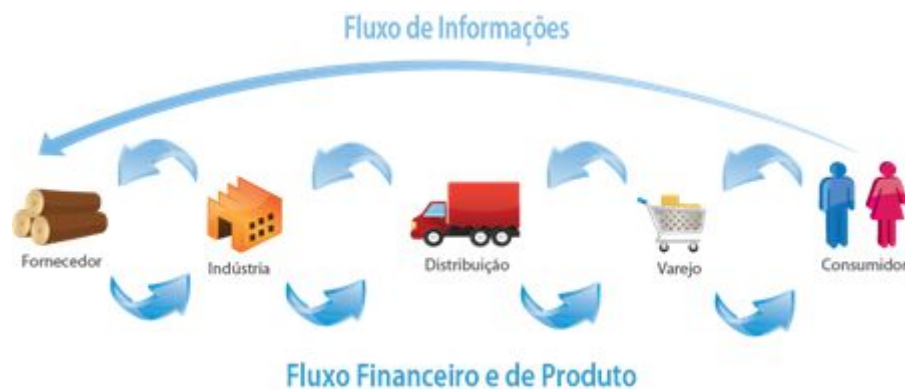 Fluxo de Informações
Fornecedor
Indústria
Distribuição
Varejo
Consumidor
Fluxo Financeiro e de Produto